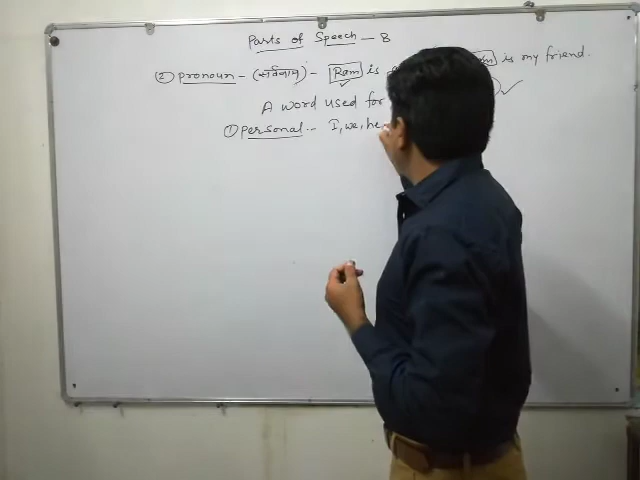 Parts of Speech - B
② pronoun - (सर्वनाम) - Ram is is my friend.
A word used for
① personal - I, we, he